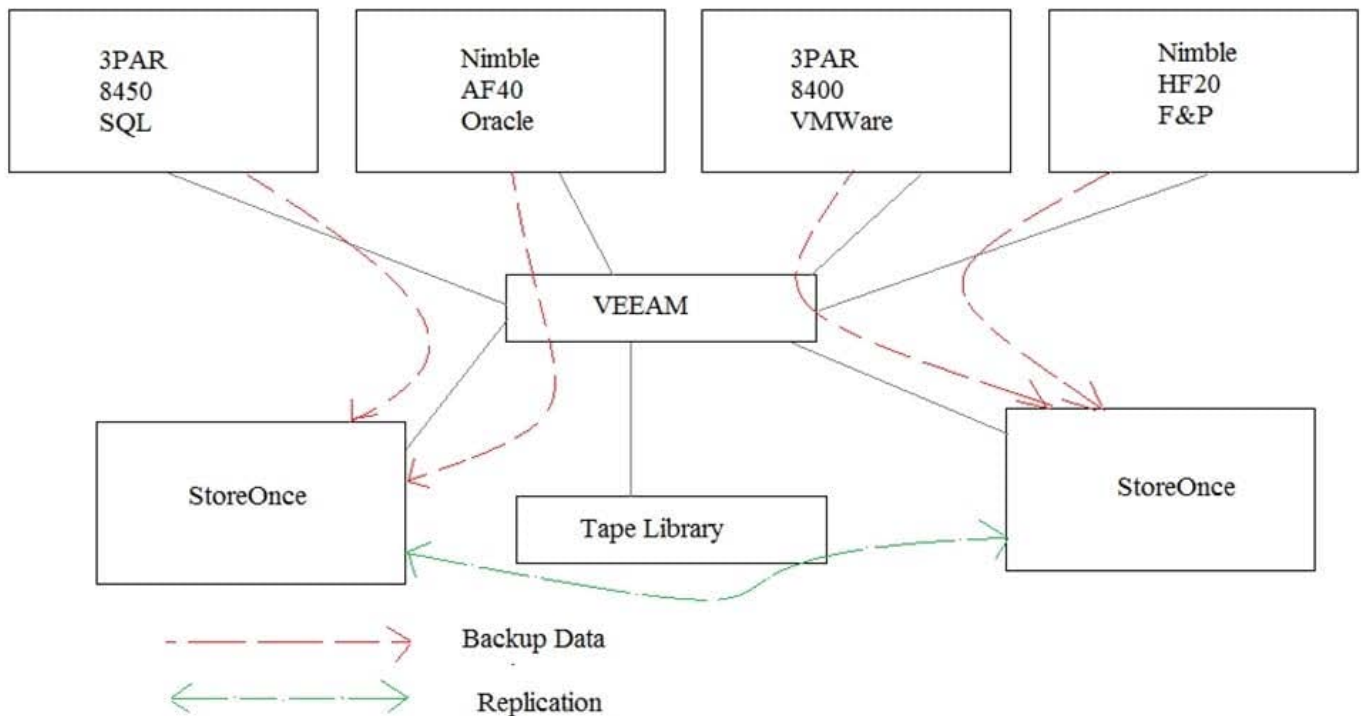 3PAR
8450
SQL
Nimble
AF40
Oracle
3PAR
8400
VMWare
Nimble
HF20
F&P
VEEAM
StoreOnce
StoreOnce
Tape Library
Backup Data
Replication